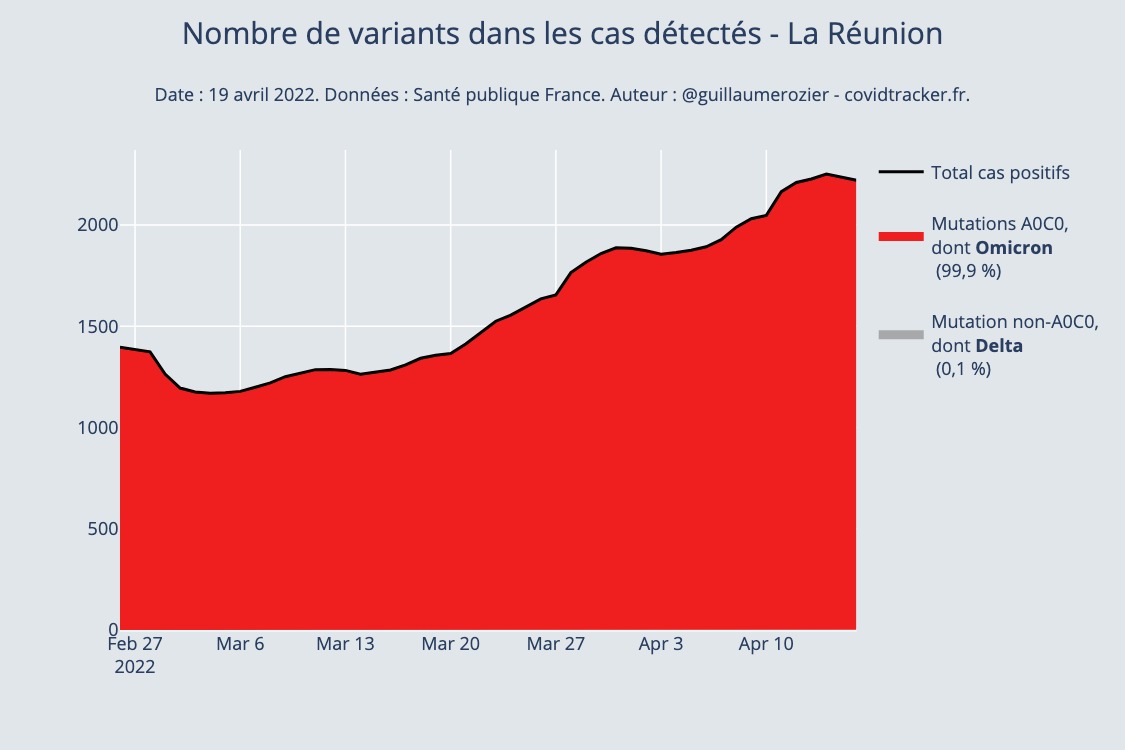 Nombre de variants dans les cas détectés - La Réunion
Date : 19 avril 2022. Données : Santé publique France. Auteur : @guillaumerozier - covidtracker.fr.
Total cas positifs
Mutations A0C0,
dont Omicron
(99,9 %)
Mutation non-A0C0,
dont Delta
(0,1 %)
2000
1500
1000
500
0
Feb 27
2022
Mar 6
Mar 13
Mar 20
Mar 27
Apr 3
Apr 10